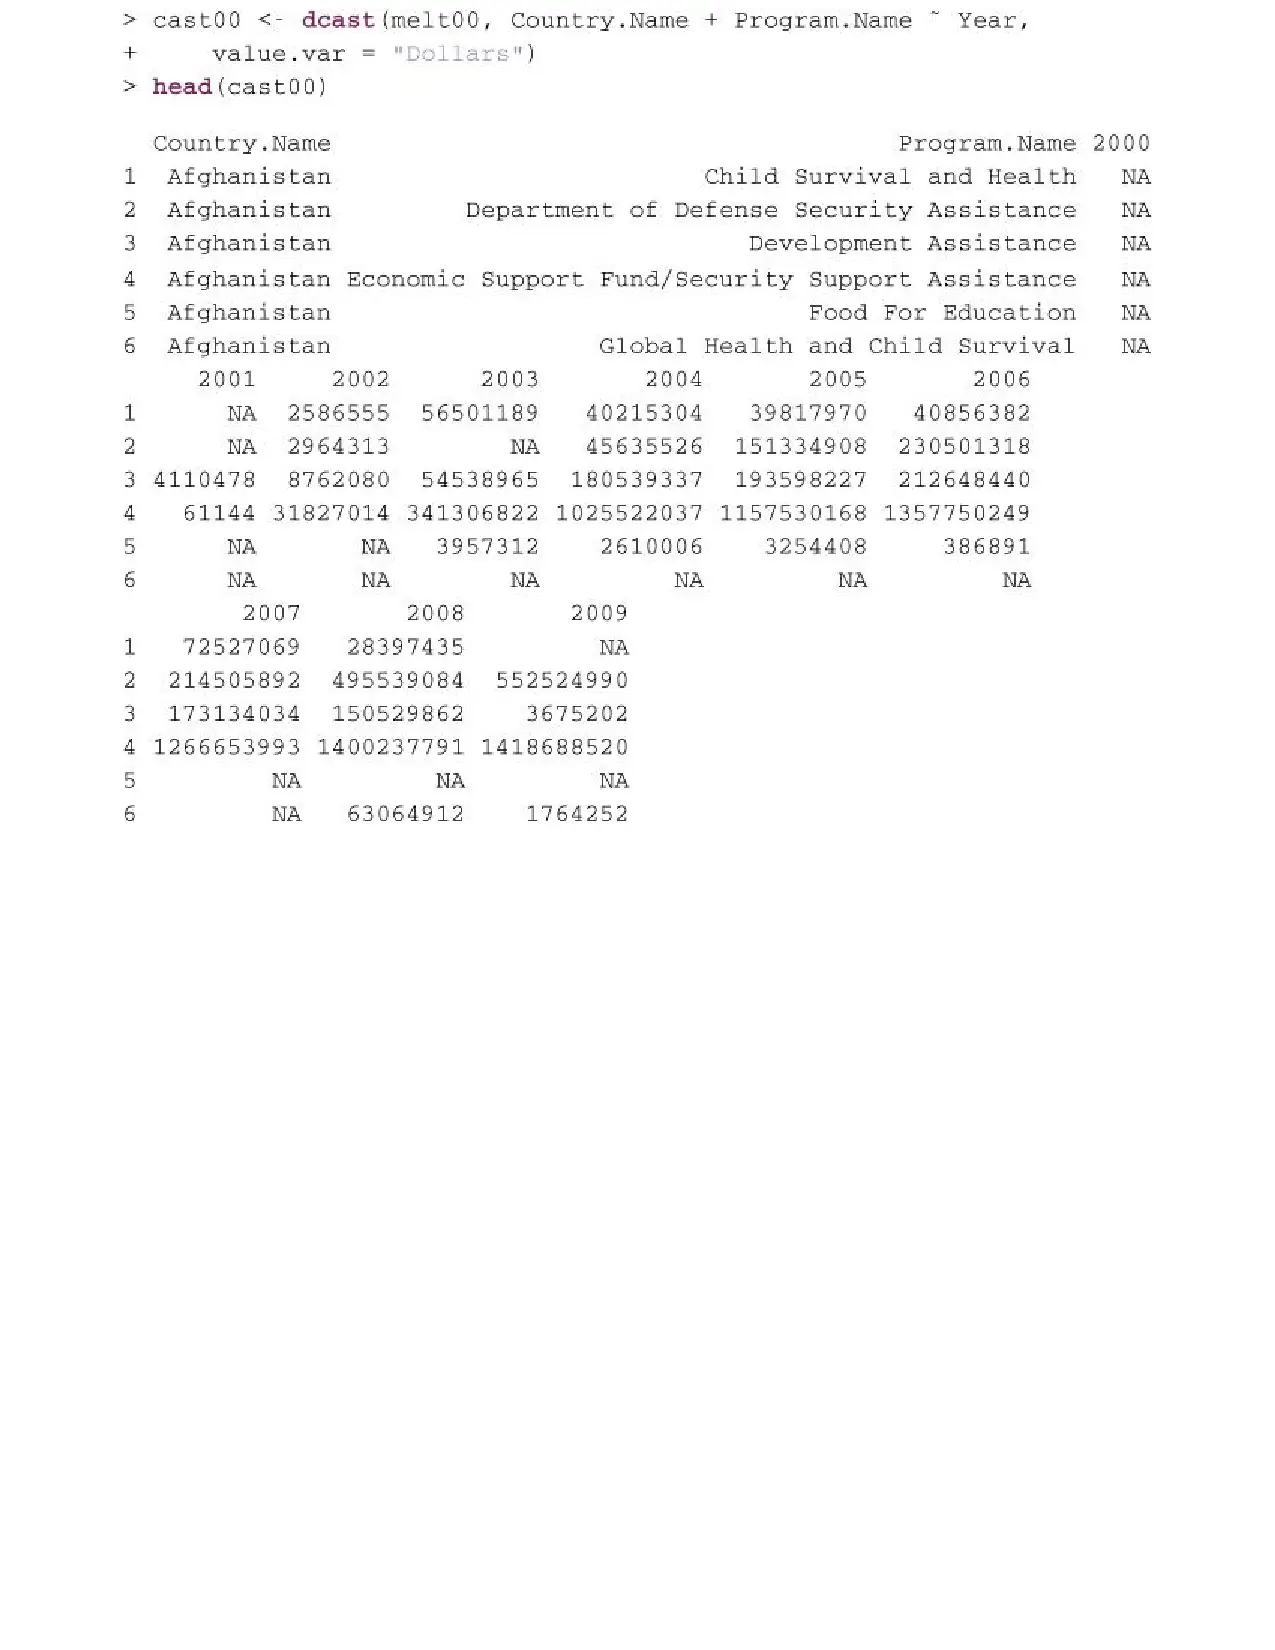 > cast00 <- dcast(melt00, Country.Name + Program.Name ~ Year,
+     value.var = "Dollars")
> head(cast00)
  Country.Name                                      Program.Name 2000
1  Afghanistan                         Child Survival and Health   NA
2  Afghanistan         Department of Defense Security Assistance   NA
3  Afghanistan                            Development Assistance   NA
4  Afghanistan Economic Support Fund/Security Support Assistance   NA
5  Afghanistan                                Food For Education   NA
6  Afghanistan                  Global Health and Child Survival   NA
     2001     2002      2003       2004       2005       2006
1      NA  2586555  56501189   40215304   39817970   40856382
2      NA  2964313        NA   45635526  151334908  230501318
3 4110478  8762080  54538965  180539337  193598227  212648440
4   61144 31827014 341306822 1025522037 1157530168 1357750249
5      NA       NA   3957312    2610006    3254408     386891
6      NA       NA        NA         NA         NA         NA
        2007       2008       2009
1   72527069   28397435         NA
2  214505892  495539084  552524990
3  173134034  150529862    3675202
4 1266653993 1400237791 1418688520
5         NA         NA         NA
6         NA   63064912    1764252